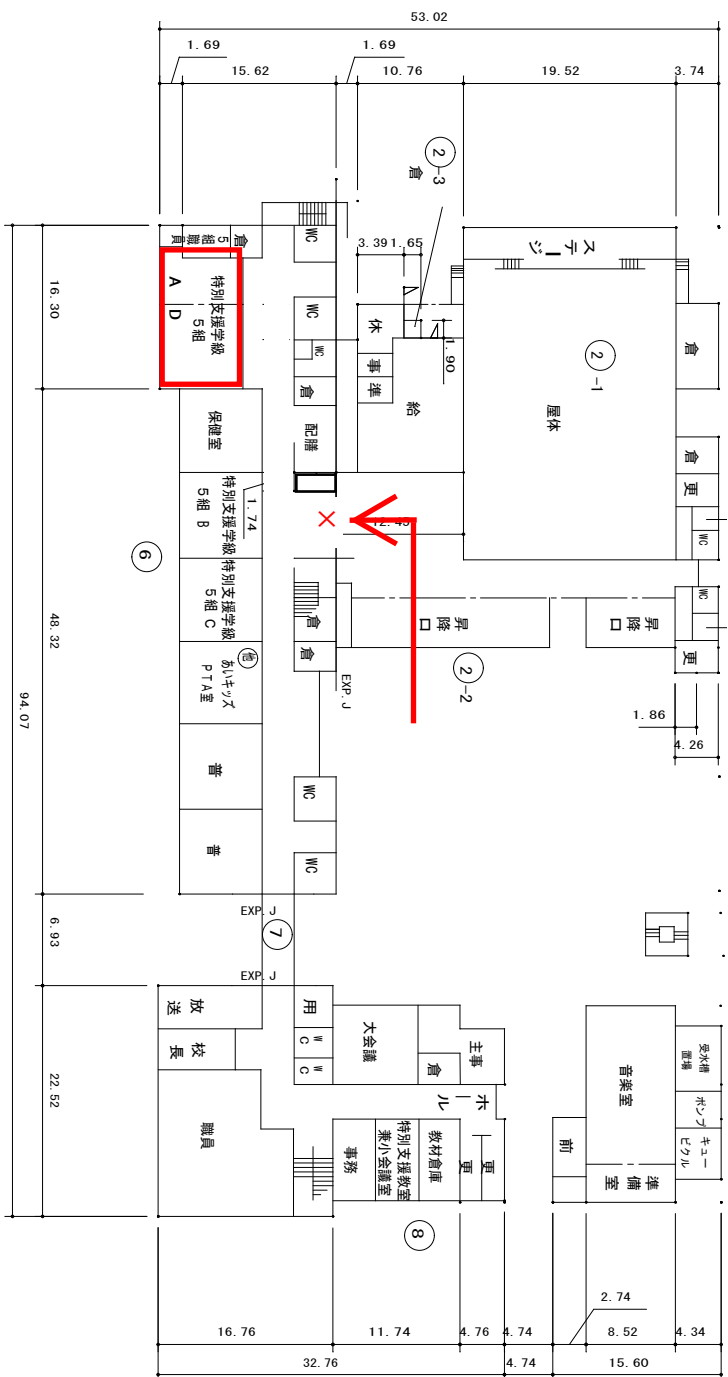 53.02
1.69
1.69
15.62
10.76
19.52
3.74
2
-3
倉
5組職員
倉
WC
3.39
1.65
ステージ
16.30
A
D
特別支援学級
5組
WC
WC
休
事
準
1.90
2
-1
倉
屋体
給
保健室
倉
配膳
倉
更
WC
1.74
特別支援学級
5組 B
12.45
6
特別支援学級
5組 C
倉
倉
昇降口
昇降口
WC
更
48.32
94.07
他
あいキッズ
PTA室
EXP.J
2
-2
1.86
4.26
普
普
WC
WC
EXP.J
7
6.93
EXP.J
放送
用
WC
WC
大会議
主事
倉
ホール
音楽室
受水槽
置場
ポンプ
キュー
ビクル
校長
22.52
職員
事務
特別支援教室
兼小会議室
教材倉庫
更
更
前
準備室
8
2.74
16.76
11.74
4.76
4.74
8.52
4.34
32.76
4.74
15.60